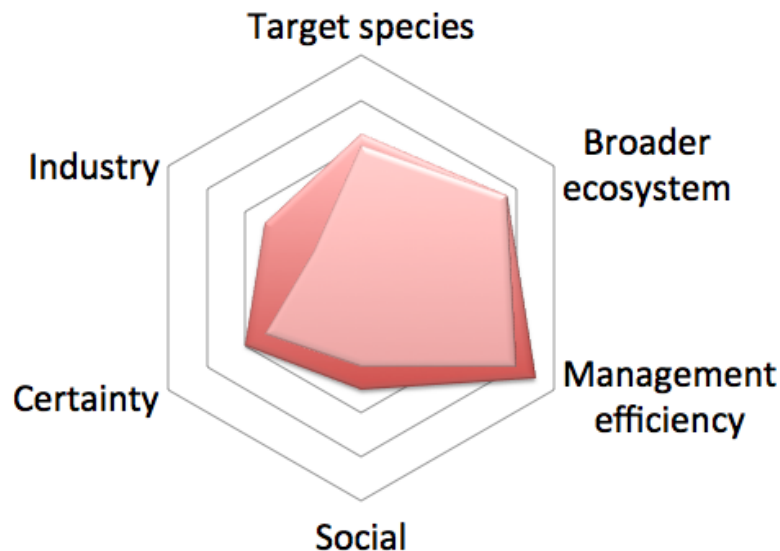 Target species
Broader
ecosystem
Industry
Management
efficiency
Certainty
Social